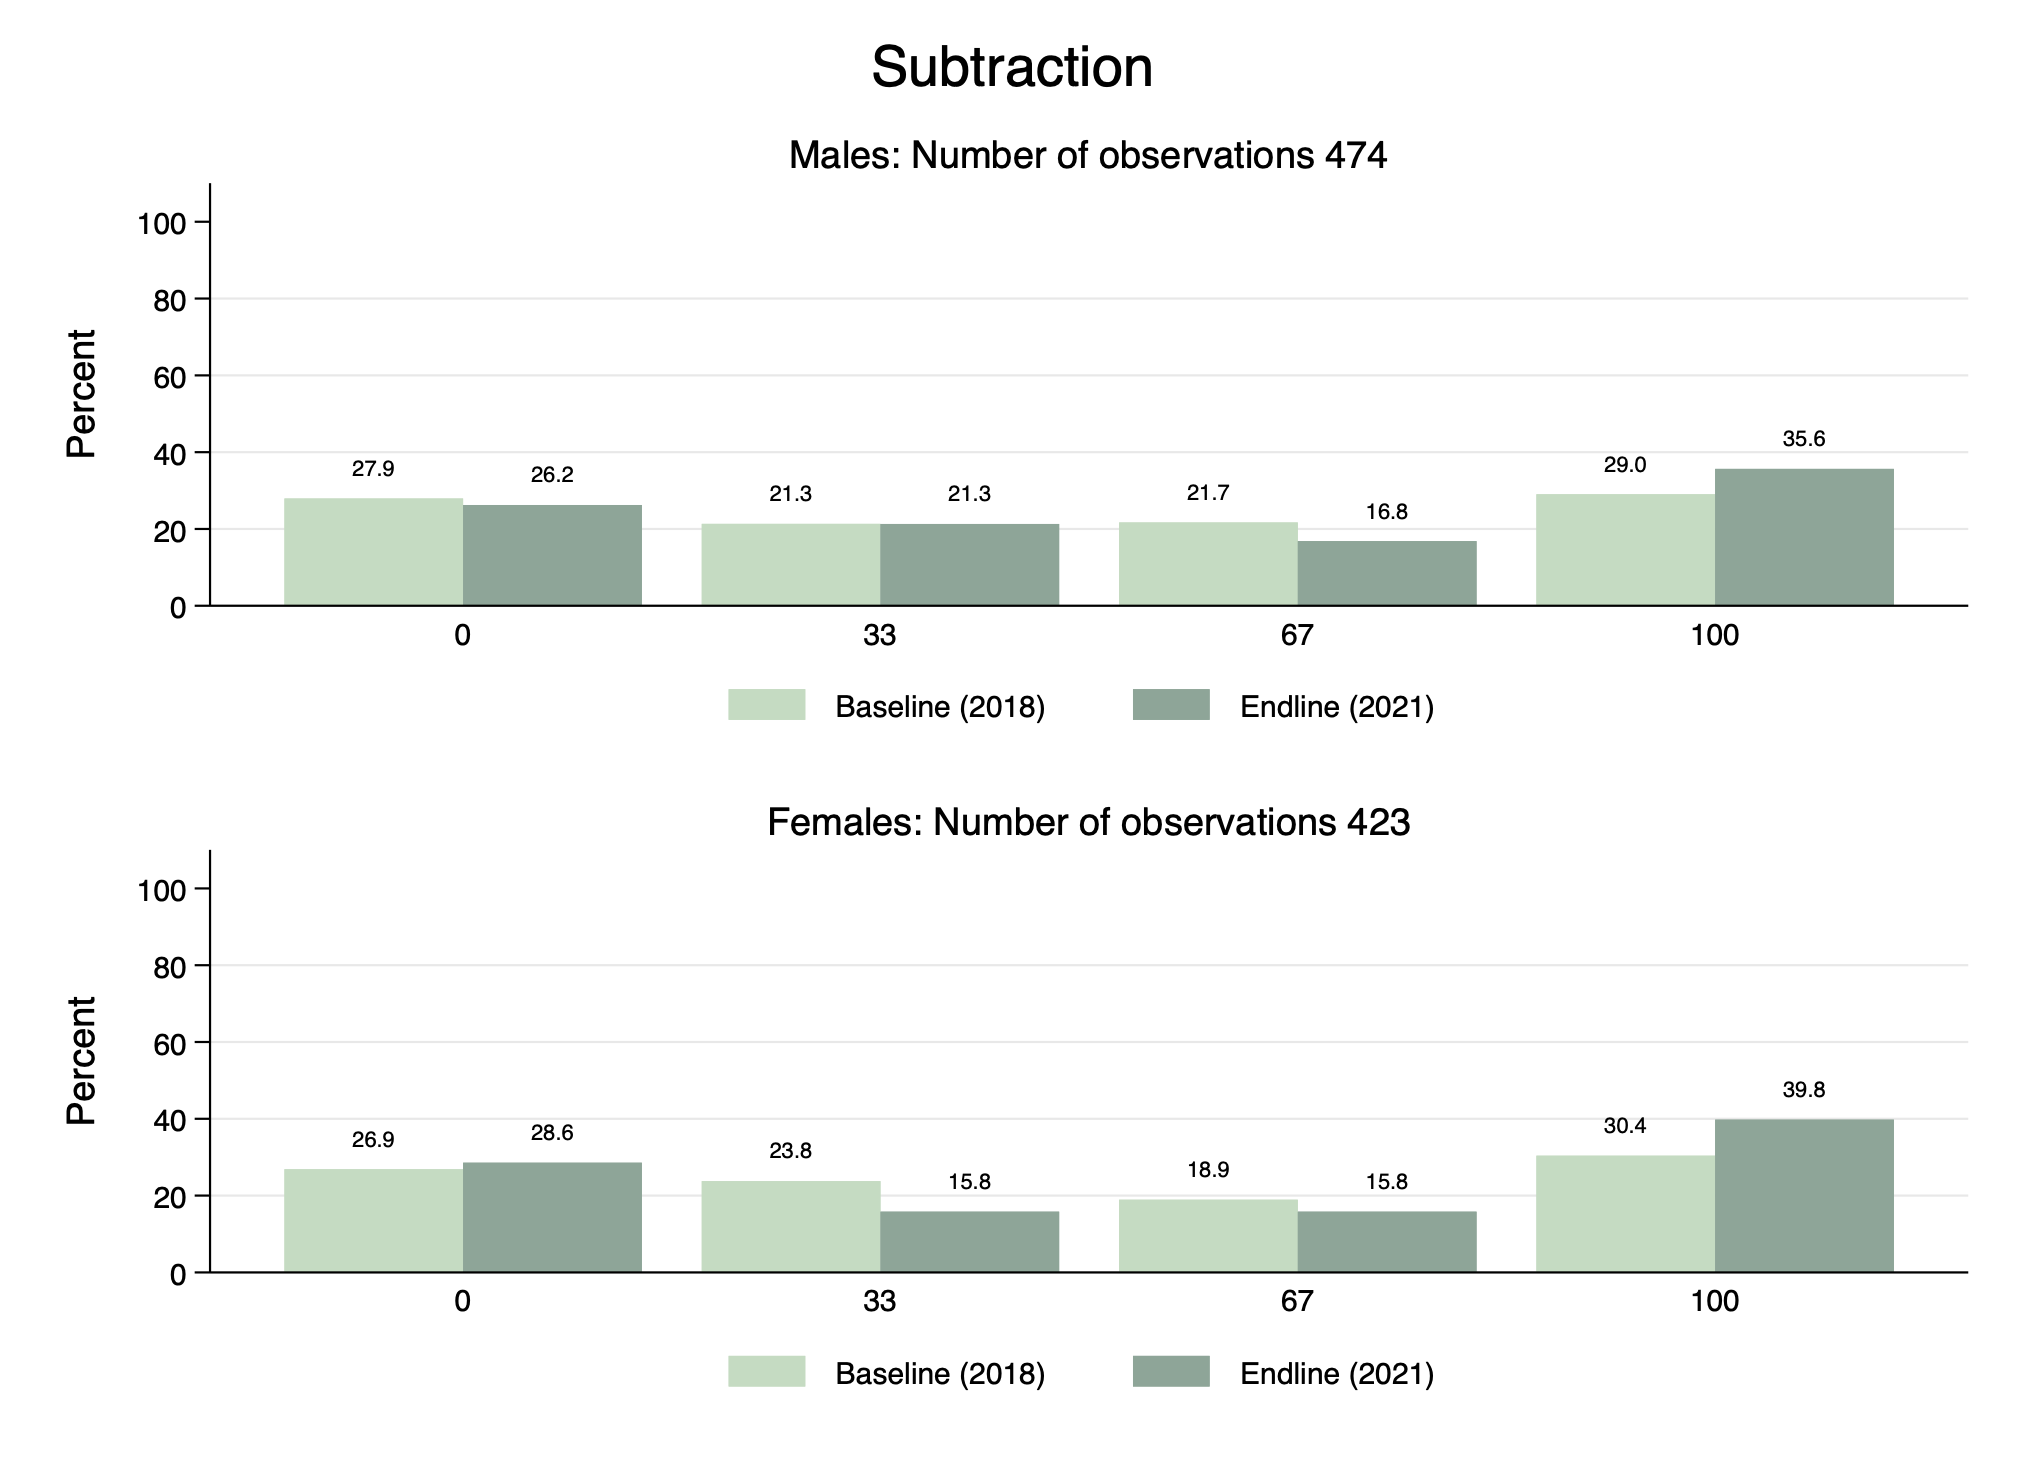 Subtraction
Males: Number of observations 474
Percent
100
80
60
40
20
0
27.9 26.2 21.3 21.3 21.7 16.8 29.0 35.6
0 33 67 100
Baseline (2018) Endline (2021)
Females: Number of observations 423
Percent
100
80
60
40
20
0
26.9 28.6 23.8 15.8 18.9 15.8 30.4 39.8
0 33 67 100
Baseline (2018) Endline (2021)